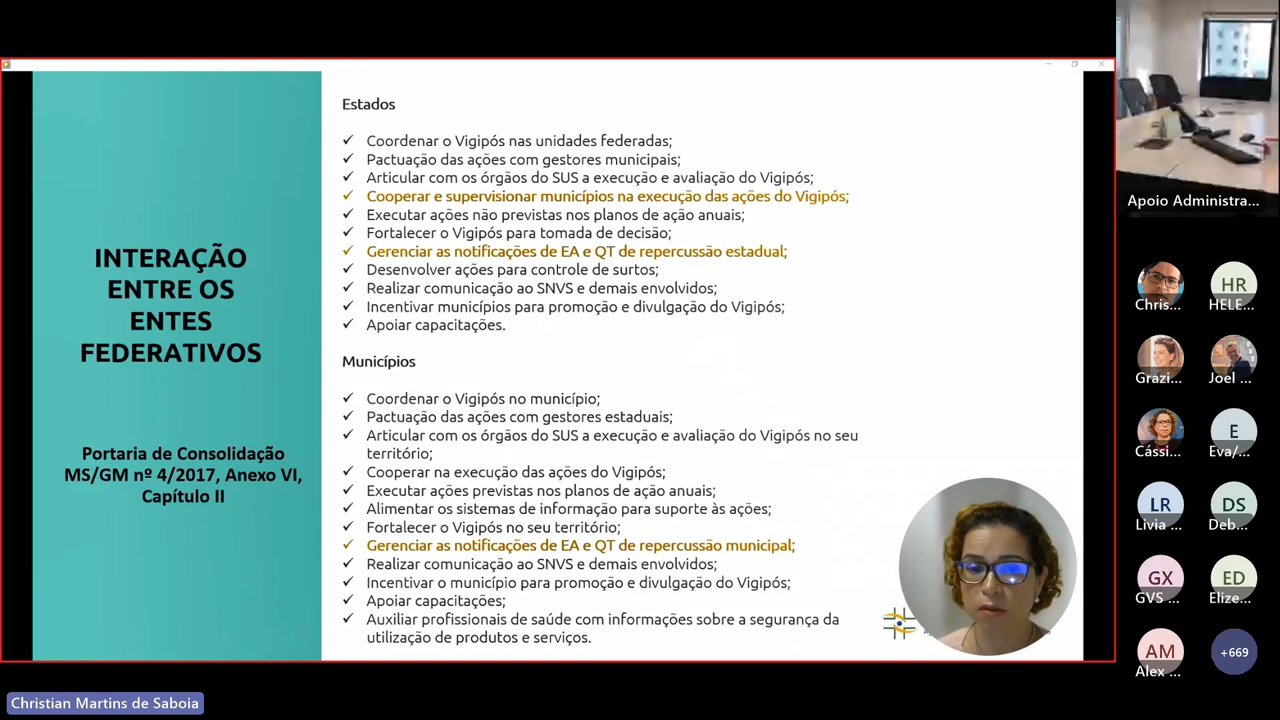 INTERAÇÃO
ENTRE OS
ENTES
FEDERATIVOS
Portaria de Consolidação
MS/GM nº 4/2017, Anexo VI,
Capítulo II
Estados
✓ Coordenar o Vigipós nas unidades federadas;
✓ Pactuação das ações com gestores municipais;
✓ Articular com os órgãos do SUS a execução e avaliação do Vigipós;
✓ Cooperar e supervisionar municípios na execução das ações do Vigipós;
✓ Executar ações não previstas nos planos de ação anuais;
✓ Fortalecer o Vigipós para tomada de decisão;
✓ Gerenciar as notificações de EA e QT de repercussão estadual;
✓ Desenvolver ações para controle de surtos;
✓ Realizar comunicação ao SNVS e demais envolvidos;
✓ Incentivar municípios para promoção e divulgação do Vigipós;
✓ Apoiar capacitações.
Municípios
✓ Coordenar o Vigipós no município;
✓ Pactuação das ações com gestores estaduais;
✓ Articular com os órgãos do SUS a execução e avaliação do Vigipós no seu
território;
✓ Cooperar na execução das ações do Vigipós;
✓ Executar ações previstas nos planos de ação anuais;
✓ Alimentar os sistemas de informação para suporte às ações;
✓ Fortalecer o Vigipós no seu território;
✓ Gerenciar as notificações de EA e QT de repercussão municipal;
✓ Realizar comunicação ao SNVS e demais envolvidos;
✓ Incentivar o município para promoção e divulgação do Vigipós;
✓ Apoiar capacitações;
✓ Auxiliar profissionais de saúde com informações sobre a segurança da
utilização de produtos e serviços.
Apoio Administra...
Chris...
HR
HELE...
Grazi...
Joel ...
Cássi...
E
Eva/...
LR
Livia ...
DS
Deb...
GX
GVS ...
ED
Elize...
AM
Alex ...
+669
Christian Martins de Saboia